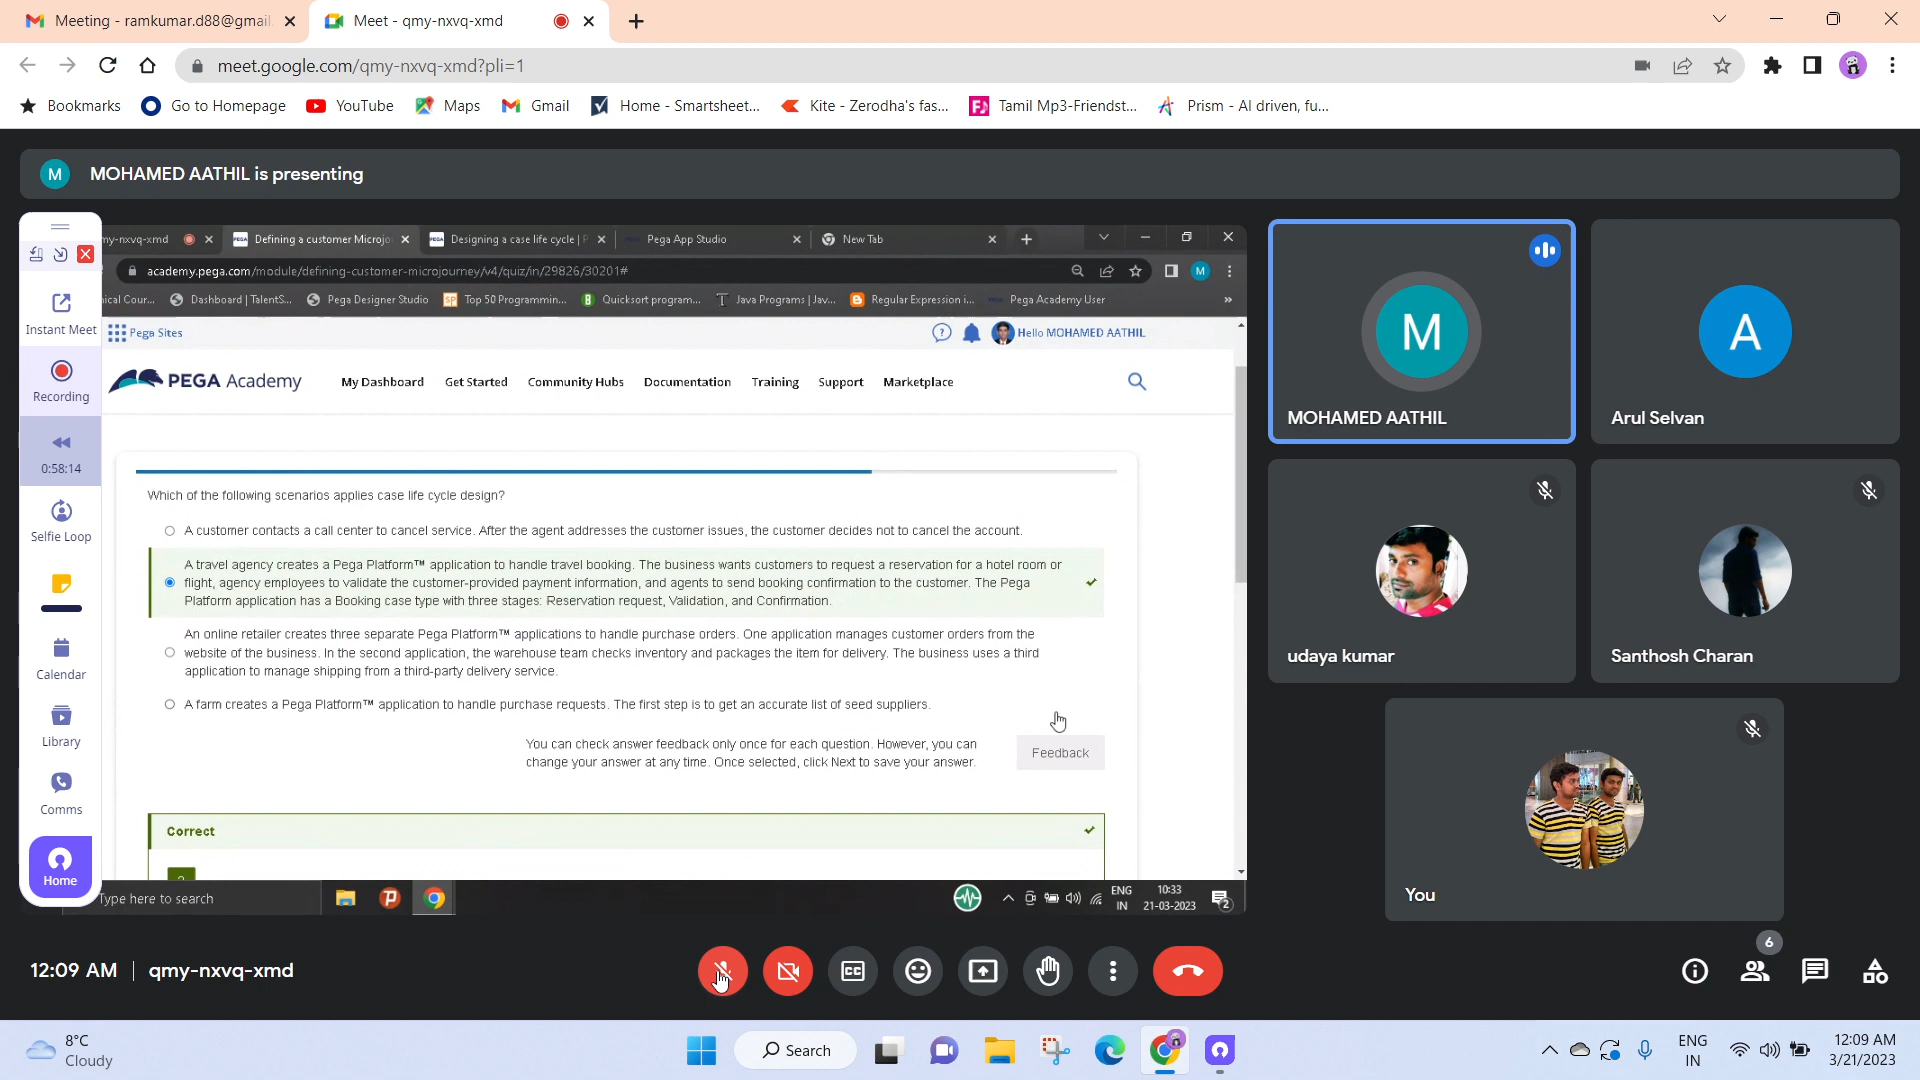 Meeting - ramkumar.d88@gmail
Meet - qmy-nxvq-xmd
meet.google.com/qmy-nxvq-xmd?pli=1
Bookmarks
Go to Homepage
YouTube
Maps
Gmail
Home - Smartsheet...
Kite - Zerodha's fas...
Tamil Mp3-Friendst...
Prism - AI driven, fu...
M
MOHAMED AATHIL is presenting
my-nxvq-xmd
Defining a customer Microjo
Designing a case life cycle | P
Pega App Studio
New Tab
academy.pega.com/module/defining-customer-microjourney/v4/quiz/in/29826/30201#
M
ical Cour...
Dashboard | TalentS...
Pega Designer Studio
Top 50 Programmin...
Quicksort program...
Java Programs | Jav...
Regular Expression i...
Pega Academy User
»
Pega Sites
Hello MOHAMED AATHIL
PEGA Academy
My Dashboard
Get Started
Community Hubs
Documentation
Training
Support
Marketplace
Which of the following scenarios applies case life cycle design?
A customer contacts a call center to cancel service. After the agent addresses the customer issues, the customer decides not to cancel the account.
A travel agency creates a Pega Platform™ application to handle travel booking. The business wants customers to request a reservation for a hotel room or
flight, agency employees to validate the customer-provided payment information, and agents to send booking confirmation to the customer. The Pega
Platform application has a Booking case type with three stages: Reservation request, Validation, and Confirmation.
An online retailer creates three separate Pega Platform™ applications to handle purchase orders. One application manages customer orders from the
website of the business. In the second application, the warehouse team checks inventory and packages the item for delivery. The business uses a third
application to manage shipping from a third-party delivery service.
A farm creates a Pega Platform™ application to handle purchase requests. The first step is to get an accurate list of seed suppliers.
You can check answer feedback only once for each question. However, you can
change your answer at any time. Once selected, click Next to save your answer.
Feedback
Correct
Type here to search
ENG
IN
10:33
21-03-2023
2
Instant Meet
Recording
0:58:14
Selfie Loop
Calendar
Library
Comms
Home
M
MOHAMED AATHIL
A
Arul Selvan
udaya kumar
Santhosh Charan
You
12:09 AM
qmy-nxvq-xmd
6
8°C
Cloudy
Search
ENG
IN
12:09 AM
3/21/2023